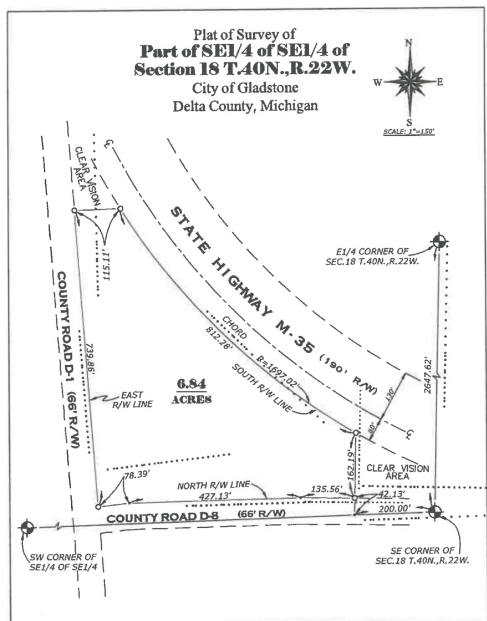 Plat of Survey of
Part of SE1/4 of SE1/4 of
Section 18 T.40N.,R.22W.
City of Gladstone
Delta County, Michigan
N
W
E
S
SCALE: 1"=150'
CLEAR VISION
AREA
115.11'
STATE HIGHWAY M-35 (190' R/W)
E1/4 CORNER OF
SEC.18 T.40N.,R.22W.
COUNTY ROAD D-1 (66' R/W)
739.86'
EAST
R/W LINE
CHORD
812.28'
R=1697.02'
SOUTH R/W LINE
6.84
ACRES
2647.62'
130'
60'
162.19'
CLEAR VISION
AREA
78.39'
NORTH R/W LINE
427.13'
135.56'
42.13'
200.00'
COUNTY ROAD D-8 (66' R/W)
SW CORNER OF
SE1/4 OF SE1/4
SE CORNER OF
SEC.18 T.40N.,R.22W.